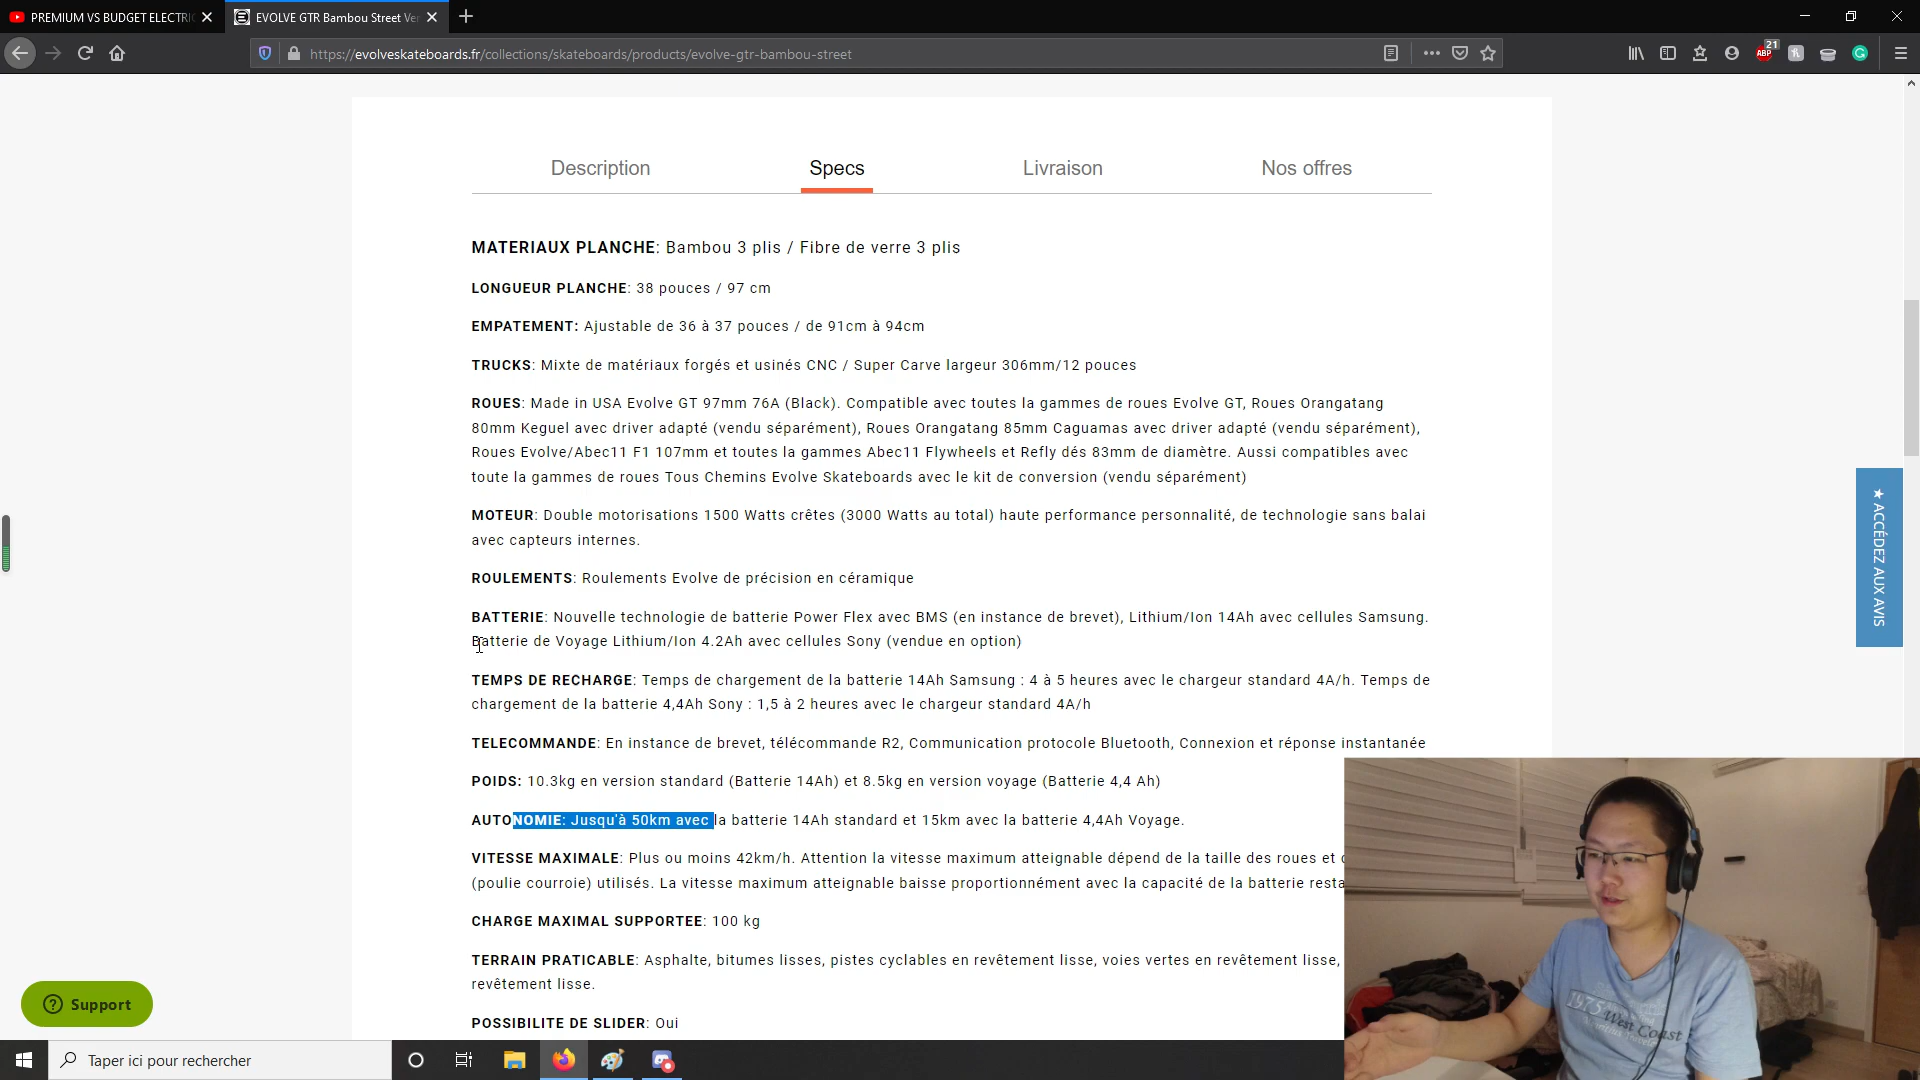 PREMIUM VS BUDGET ELECTRI
EVOLVE GTR Bambou Street Ve
https://evolveskateboards.fr/collections/skateboards/products/evolve-gtr-bambou-street
ABP
21
Description
Specs
Livraison
Nos offres
MATERIAUX PLANCHE: Bambou 3 plis / Fibre de verre 3 plis
LONGUEUR PLANCHE: 38 pouces / 97 cm
EMPATEMENT: Ajustable de 36 à 37 pouces / de 91cm à 94cm
TRUCKS: Mixte de matériaux forgés et usinés CNC / Super Carve largeur 306mm/12 pouces
ROUES: Made in USA Evolve GT 97mm 76A (Black). Compatible avec toutes la gammes de roues Evolve GT, Roues Orangatang
80mm Keguel avec driver adapté (vendu séparément), Roues Orangatang 85mm Caguamas avec driver adapté (vendu séparément),
Roues Evolve/Abec11 F1 107mm et toutes la gammes Abec11 Flywheels et Refly dés 83mm de diamètre. Aussi compatibles avec
toute la gammes de roues Tous Chemins Evolve Skateboards avec le kit de conversion (vendu séparément)
MOTEUR: Double motorisations 1500 Watts crêtes (3000 Watts au total) haute performance personnalité, de technologie sans balai
avec capteurs internes.
ROULEMENTS: Roulements Evolve de précision en céramique
BATTERIE: Nouvelle technologie de batterie Power Flex avec BMS (en instance de brevet), Lithium/Ion 14Ah avec cellules Samsung.
Batterie de Voyage Lithium/Ion 4.2Ah avec cellules Sony (vendue en option)
TEMPS DE RECHARGE: Temps de chargement de la batterie 14Ah Samsung : 4 à 5 heures avec le chargeur standard 4A/h. Temps de
chargement de la batterie 4,4Ah Sony : 1,5 à 2 heures avec le chargeur standard 4A/h
TELECOMMANDE: En instance de brevet, télécommande R2, Communication protocole Bluetooth, Connexion et réponse instantanée
POIDS: 10.3kg en version standard (Batterie 14Ah) et 8.5kg en version voyage (Batterie 4,4 Ah)
AUTONOMIE: Jusqu'à 50km avec la batterie 14Ah standard et 15km avec la batterie 4,4Ah Voyage.
VITESSE MAXIMALE: Plus ou moins 42km/h. Attention la vitesse maximum atteignable dépend de la taille des roues et
(poulie courroie) utilisés. La vitesse maximum atteignable baisse proportionnément avec la capacité de la batterie resta
CHARGE MAXIMAL SUPPORTEE: 100 kg
TERRAIN PRATICABLE: Asphalte, bitumes lisses, pistes cyclables en revêtement lisse, voies vertes en revêtement lisse,
revêtement lisse.
POSSIBILITE DE SLIDER: Oui
★ ACCÉDEZ AUX AVIS
Support
1975
West Coast
Taper ici pour rechercher